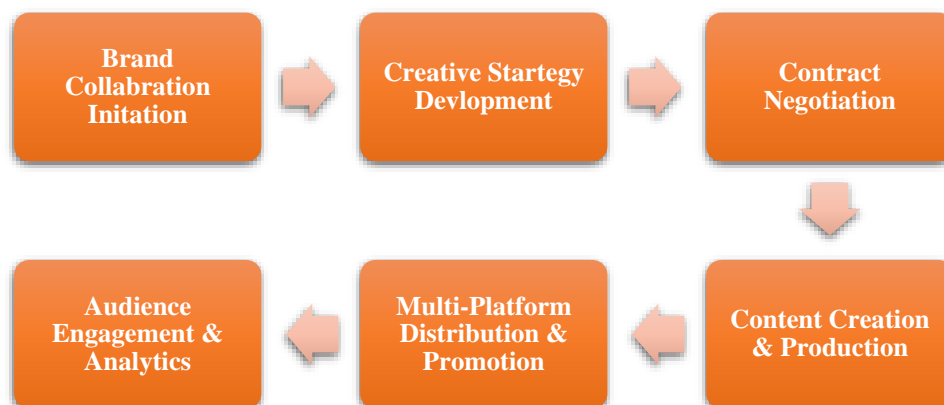 Brand
Collabration
Initation
Creative Startegy
Devlopment
Contract
Negotiation
Content Creation
& Production
Multi-Platform
Distribution &
Promotion
Audience
Engagement &
Analytics